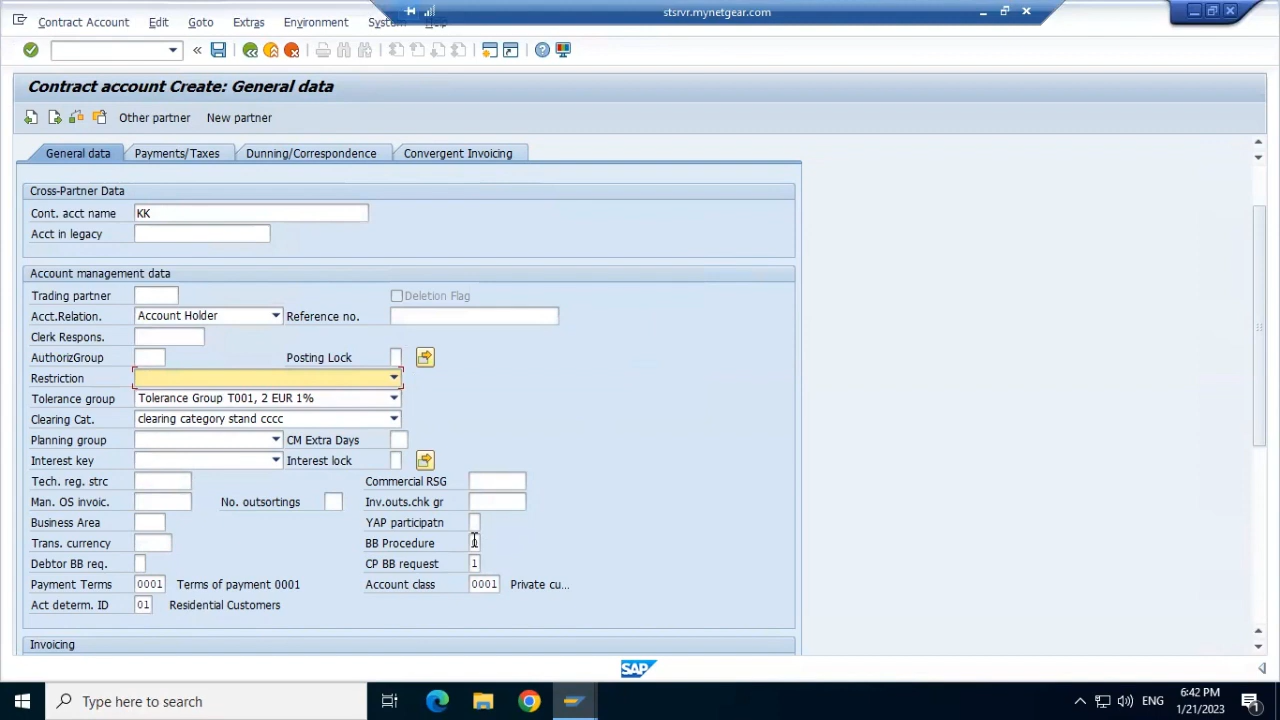 stsrvr.mynetgear.com
Contract Account Edit Goto Extras Environment System Help
Contract account Create: General data
Other partner New partner
General data Payments/Taxes Dunning/Correspondence Convergent Invoicing
Cross-Partner Data
Cont. acct name KK
Acct in legacy
Account management data
Trading partner Deletion Flag
Acct.Relation. Account Holder Reference no.
Clerk Respons.
AuthorizGroup Posting Lock
Restriction
Tolerance group Tolerance Group T001, 2 EUR 1%
Clearing Cat. clearing category stand cccc
Planning group CM Extra Days
Interest key Interest lock
Tech. reg. strc Commercial RSG
Man. OS invoic. No. outsortings Inv.outs.chk gr
Business Area YAP participatn
Trans. currency BB Procedure
Debtor BB req. CP BB request 1
Payment Terms 0001 Terms of payment 0001 Account class 0001 Private cu...
Act determ. ID 01 Residential Customers
Invoicing
SAP
Type here to search
ENG
6:42 PM
1/21/2023
1